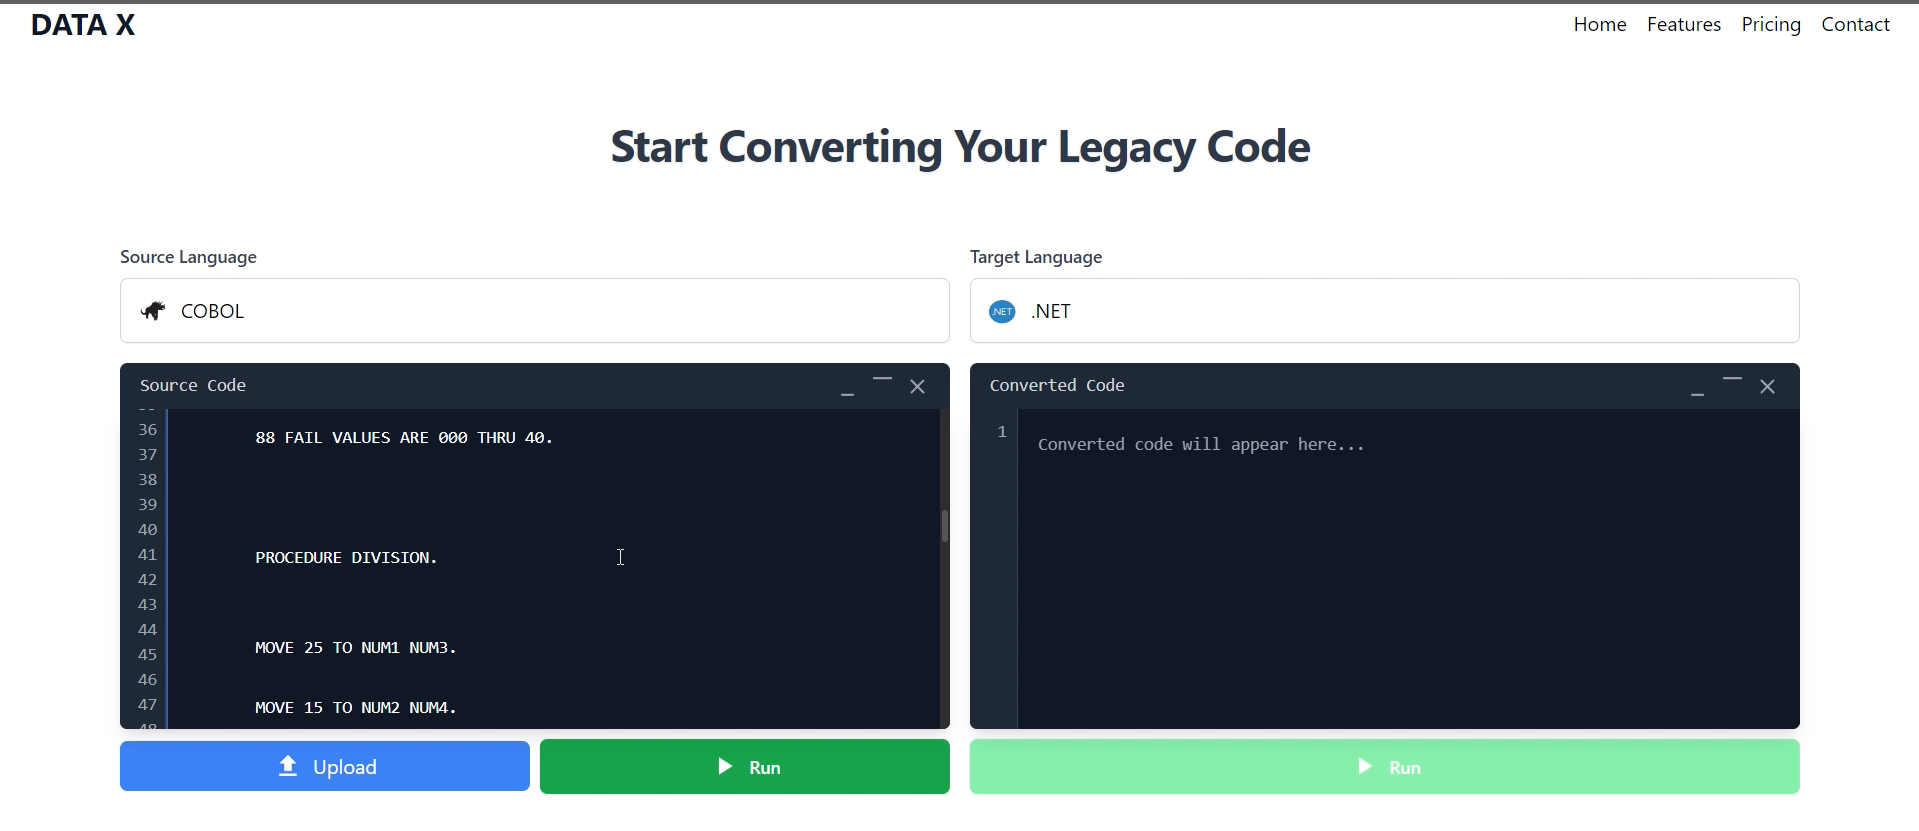 DATA X
Home Features Pricing Contact
Start Converting Your Legacy Code
Source Language
COBOL
Target Language
.NET .NET
Source Code
36
37
38
39
40
41
42
43
44
45
46
47
88 FAIL VALUES ARE 000 THRU 40.
PROCEDURE DIVISION.
MOVE 25 TO NUM1 NUM3.
MOVE 15 TO NUM2 NUM4.
Converted Code
1
Converted code will appear here...
Upload
Run
Run